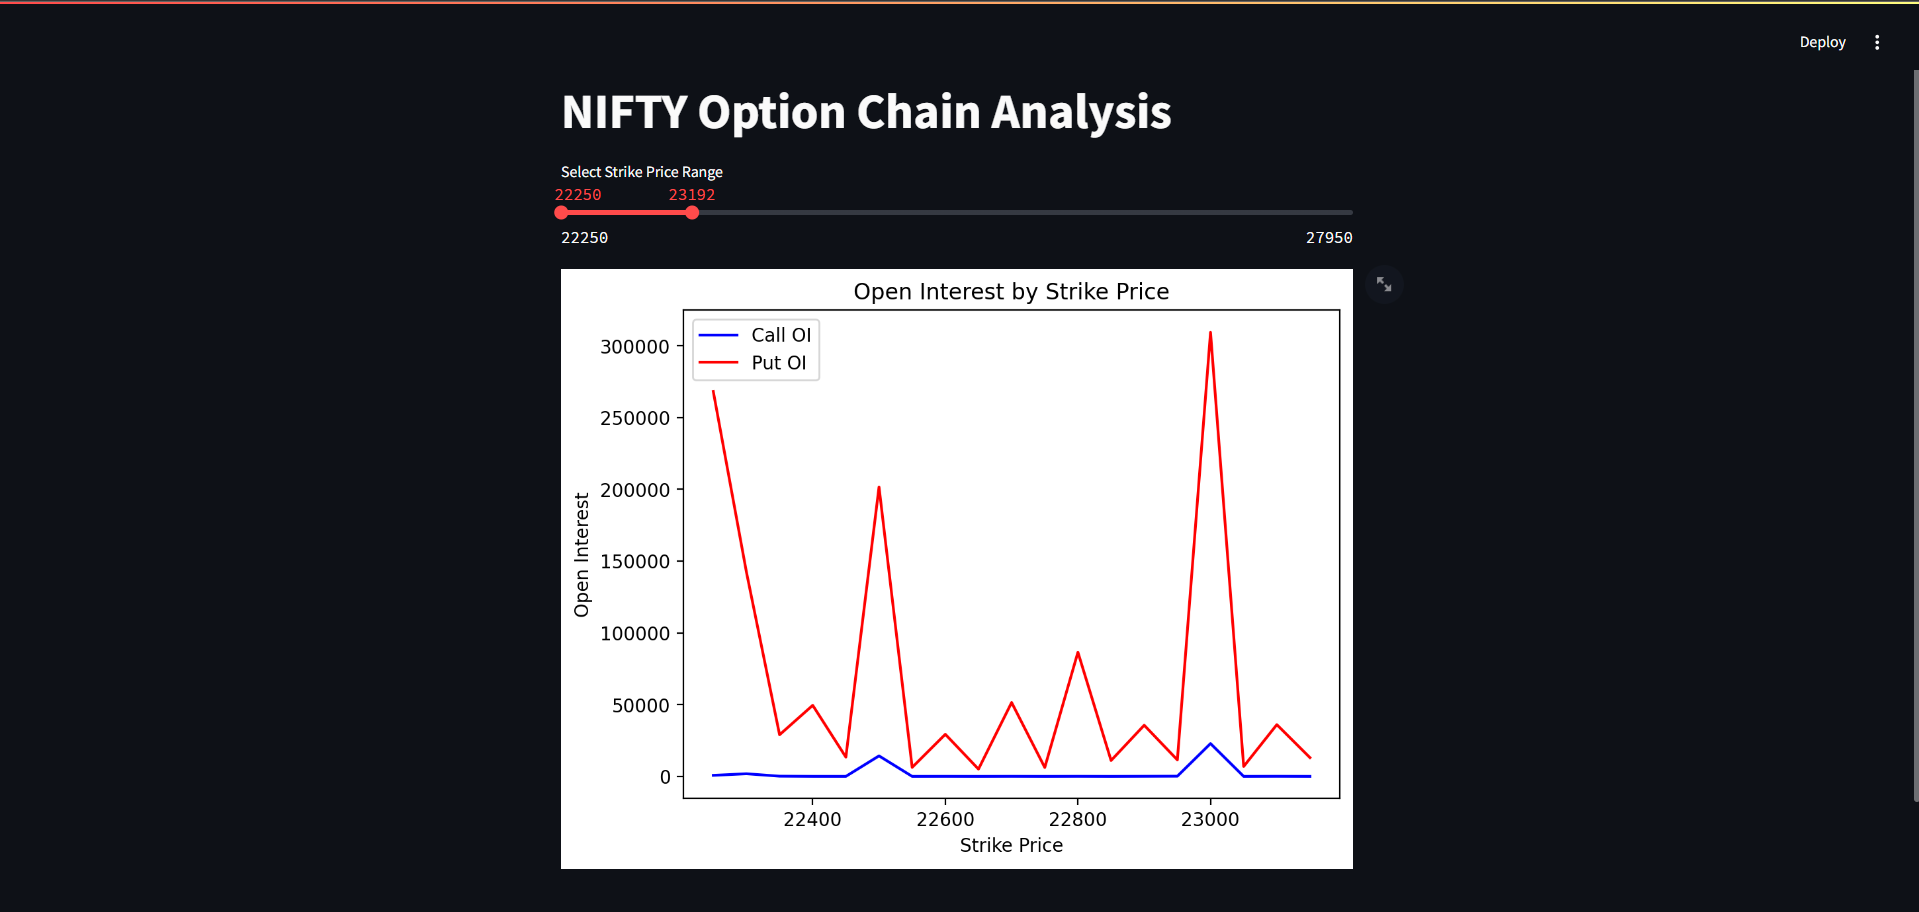 Deploy
NIFTY Option Chain Analysis
Select Strike Price Range
22250 23192
22250 27950
Open Interest by Strike Price
Call OI
Put OI
300000
250000
200000
150000
100000
50000
0
Open Interest
22400 22600 22800 23000
Strike Price